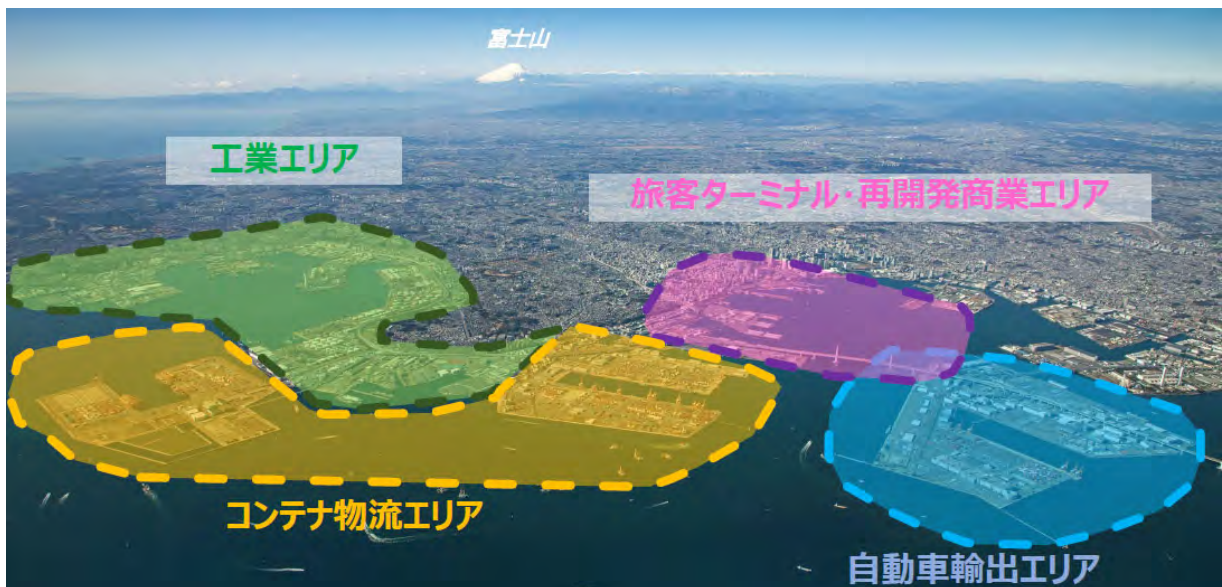 富士山
工業エリア
旅客ターミナル・再開発商業エリア
コンテナ物流エリア
自動車輸出エリア